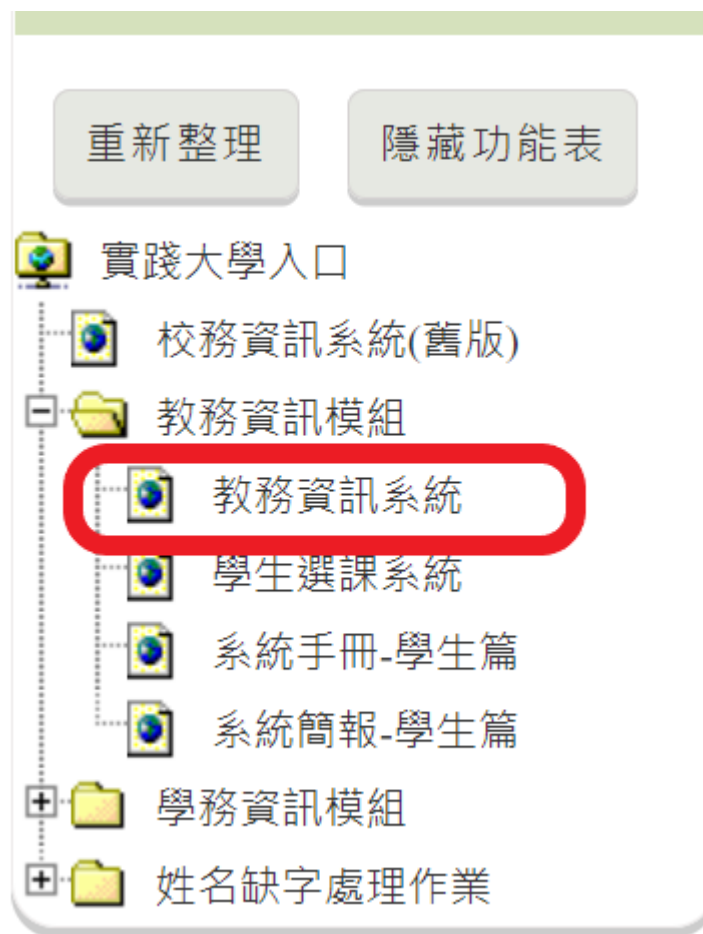 重新整理
隱藏功能表
實踐大學入口
校務資訊系統(舊版)
教務資訊模組
教務資訊系統
學生選課系統
系統手冊-學生篇
系統簡報-學生篇
學務資訊模組
姓名缺字處理作業